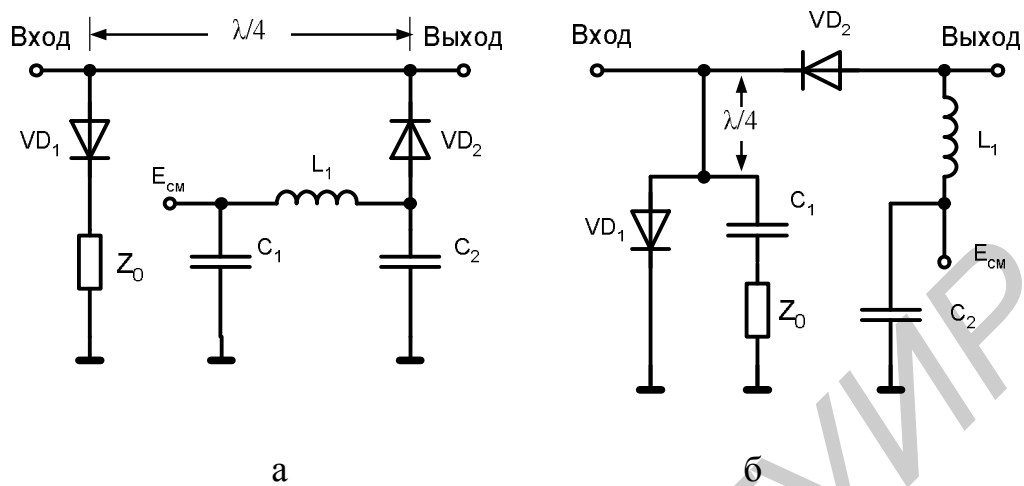 Вход
λ/4
Выход
VD1
VD2
Eсм
L1
C1
C2
Z0
а
Вход
VD2
Выход
λ/4
L1
VD1
C1
Eсм
Z0
C2
б
УИР